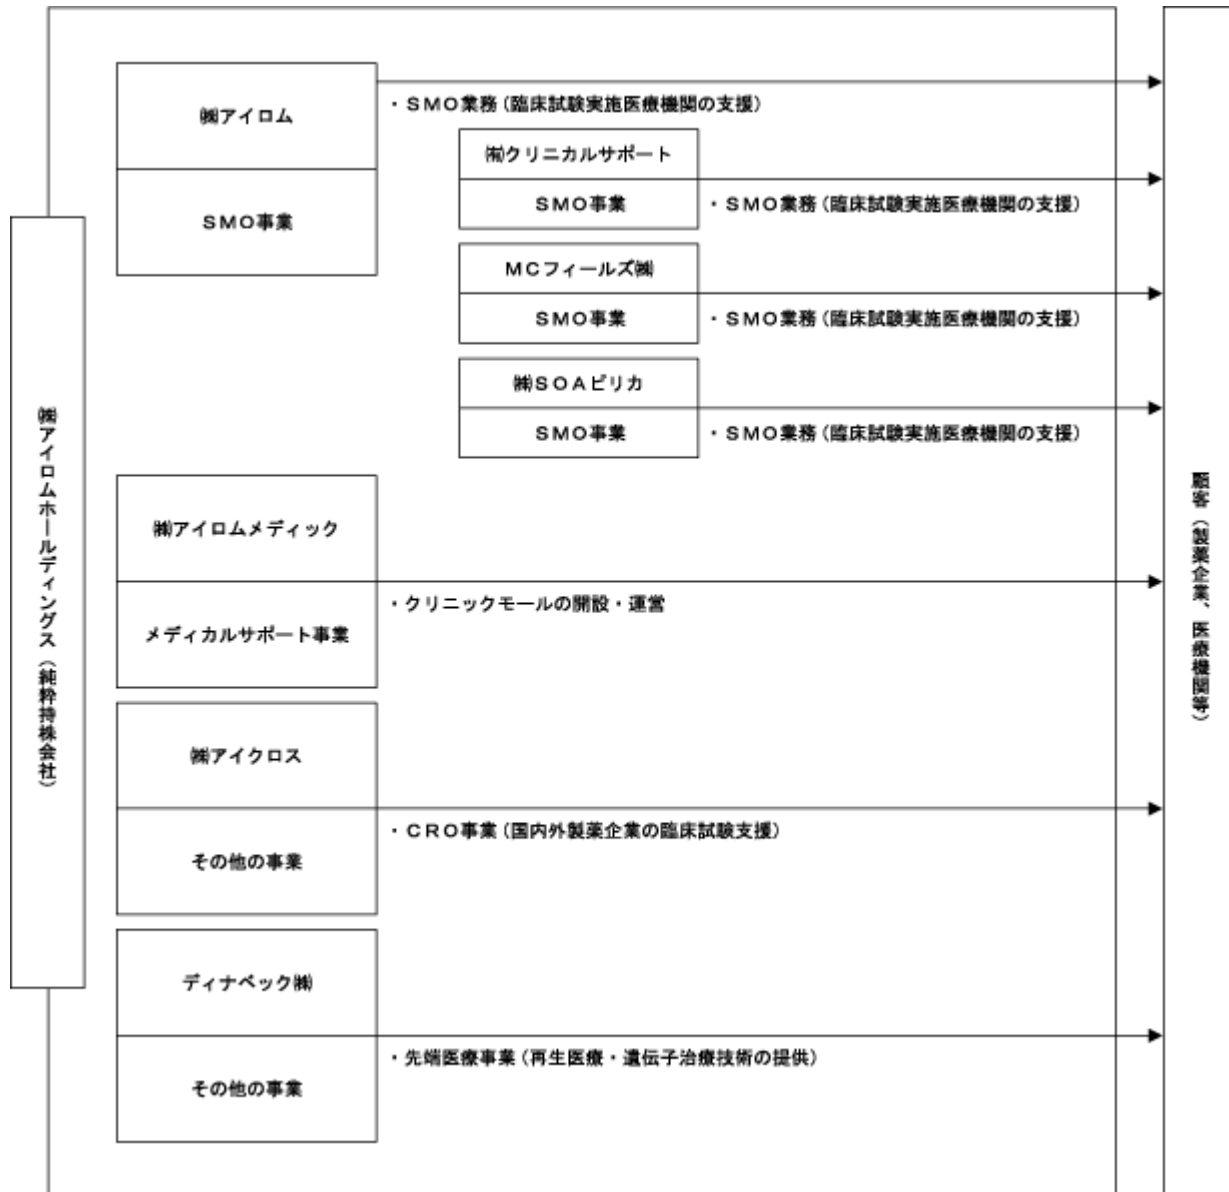 ㈱アイロム
SMO事業
・SMO業務(臨床試験実施医療機関の支援)
㈲クリニカルサポート
SMO事業
・SMO業務(臨床試験実施医療機関の支援)
MCフィールズ㈱
SMO事業
・SMO業務(臨床試験実施医療機関の支援)
㈱SOAピリカ
SMO事業
・SMO業務(臨床試験実施医療機関の支援)
㈱アイロムホールディングス(純粋持株会社)
㈱アイロムメディック
メディカルサポート事業
・クリニックモールの開設・運営
㈱アイクロス
その他の事業
・CRO事業(国内外製薬企業の臨床試験支援)
ディナベック㈱
その他の事業
・先端医療事業(再生医療・遺伝子治療技術の提供)
顧客(製薬企業、医療機関等)